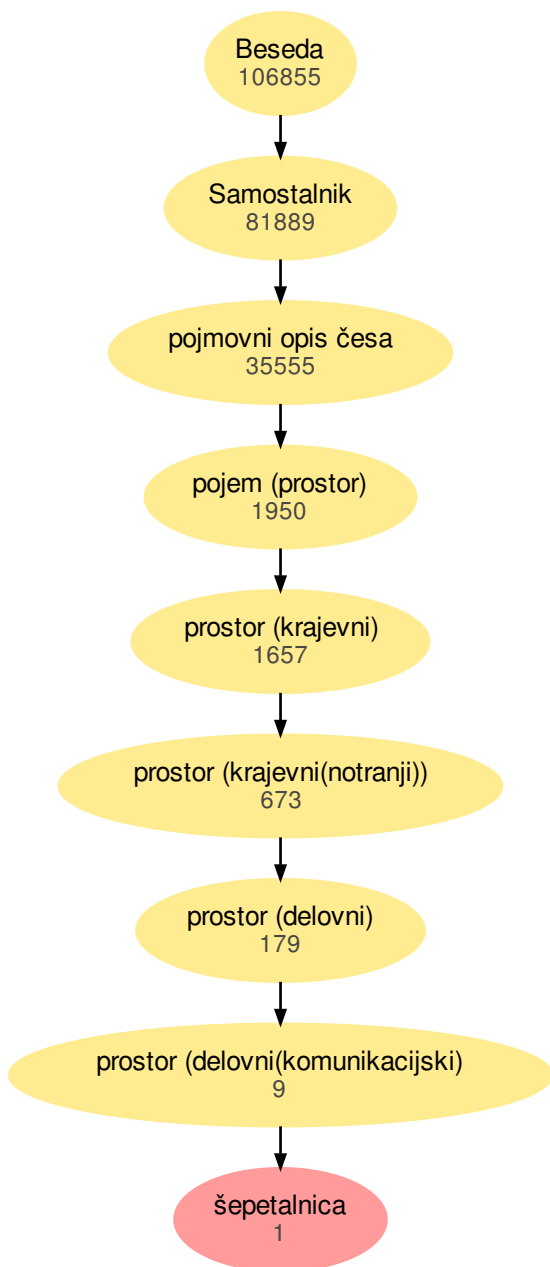 Beseda
106855
Samostalnik
81889
pojmovni opis česa
35555
pojem (prostor)
1950
prostor (krajevni)
1657
prostor (krajevni(notranji))
673
prostor (delovni)
179
prostor (delovni(komunikacijski)
9
šepetalnica
1